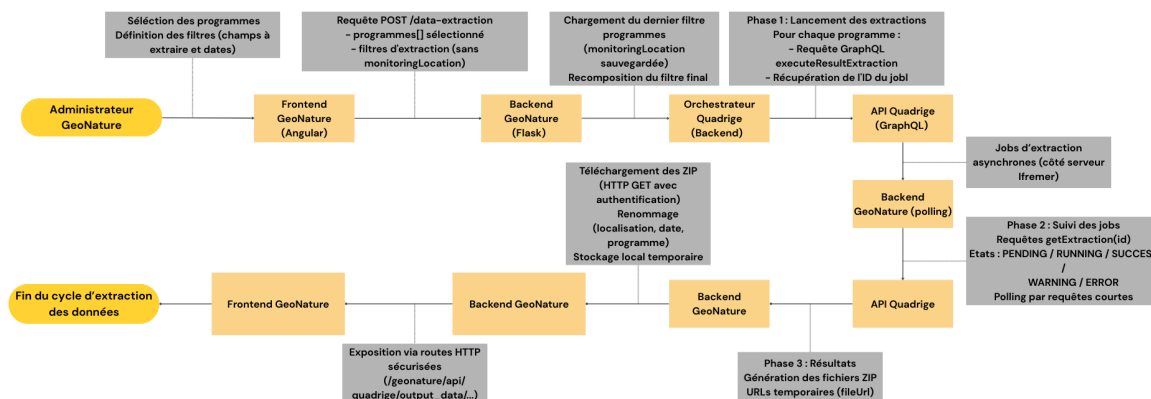 Sélection des programmes
Définition des filtres (champs à
extraire et dates)
Requête POST /data-extraction
- programmes[] sélectionné
- filtres d'extraction (sans
monitoringLocation)
Chargement du dernier filtre
programmes
(monitoringLocation
sauvegardée)
Recomposition du filtre final
Phase 1 : Lancement des extractions
Pour chaque programme :
- Requête GraphQL
executeResultExtraction
- Récupération de l'ID du jobl
Administrateur
GeoNature
Frontend
GeoNature
(Angular)
Backend
GeoNature
(Flask)
Orchestrateur
Quadrige
(Backend)
API Quadrige
(GraphQL)
Jobs d'extraction
asynchrones (côté serveur
Ifremer)
Backend
GeoNature (polling)
Téléchargement des ZIP
(HTTP GET avec
authentification)
Renommage
(localisation, date,
programme)
Stockage local temporaire
Phase 2 : Suivi des jobs
Requêtes getExtraction(id)
Etats : PENDING / RUNNING / SUCCES
/
WARNING / ERROR
Polling par requêtes courtes
Fin du cycle d'extraction
des données
Frontend GeoNature
Backend GeoNature
Backend
GeoNature
API Quadrige
Exposition via routes HTTP
sécurisées
(/geonature/api/
quadrige/output_data/...)
Phase 3 : Résultats
Génération des fichiers ZIP
URLs temporaires (fileUrl)